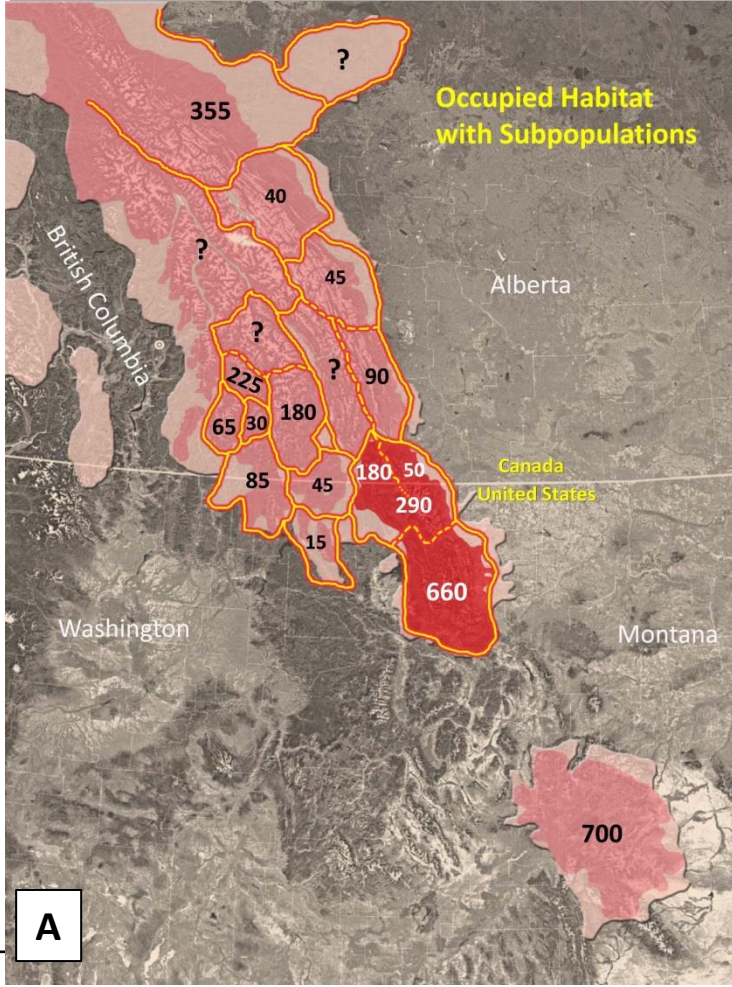 ?
355
Occupied Habitat
with Subpopulations
40
British Columbia
?
45
Alberta
?
?
90
225
180
65
30
85
45
180
50
Canada
United States
290
15
660
Washington
Montana
700
A